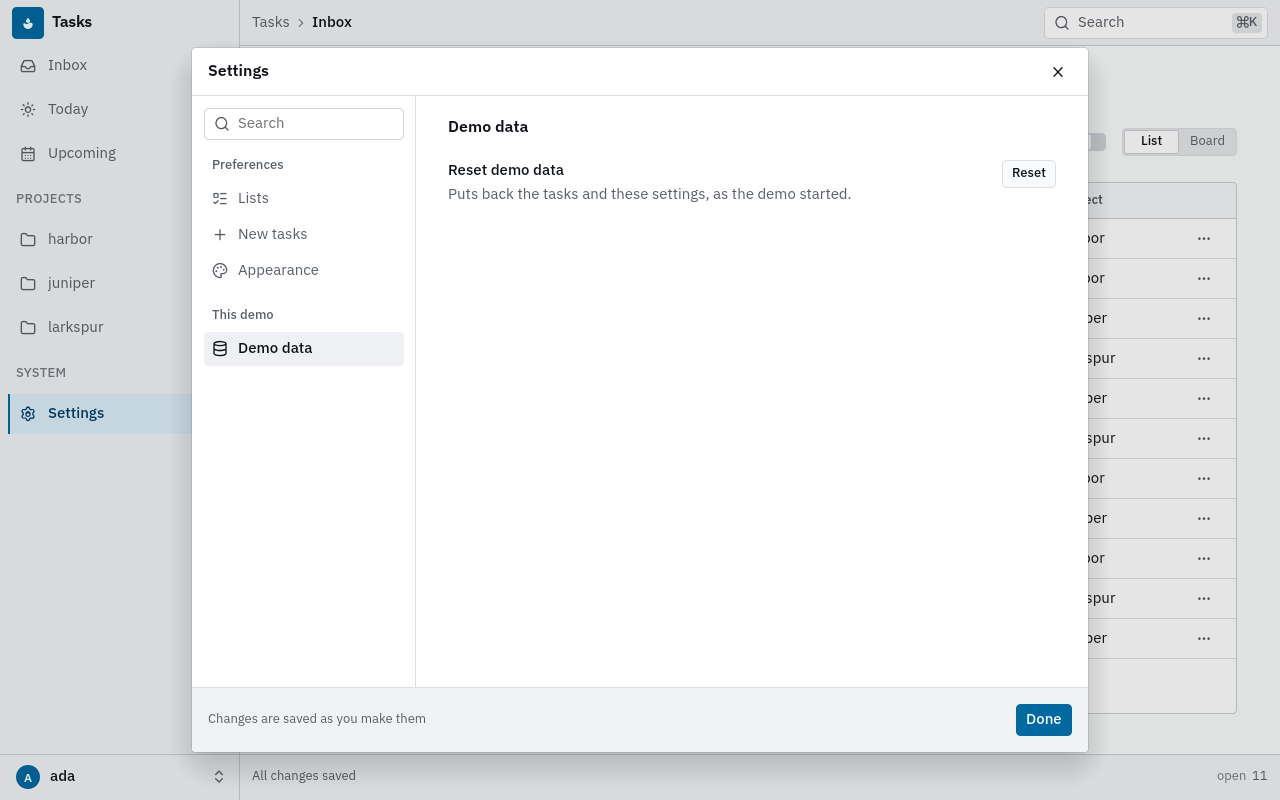 Tasks
Inbox
Today
Upcoming
PROJECTS
harbor
juniper
larkspur
SYSTEM
Settings
A ada
Tasks > Inbox
Search ⌘K
List Board
Settings
Search
Preferences
Lists
New tasks
Appearance
This demo
Demo data
Demo data
Reset demo data
Puts back the tasks and these settings, as the demo started.
Reset
Changes are saved as you make them
Done
All changes saved
open 11